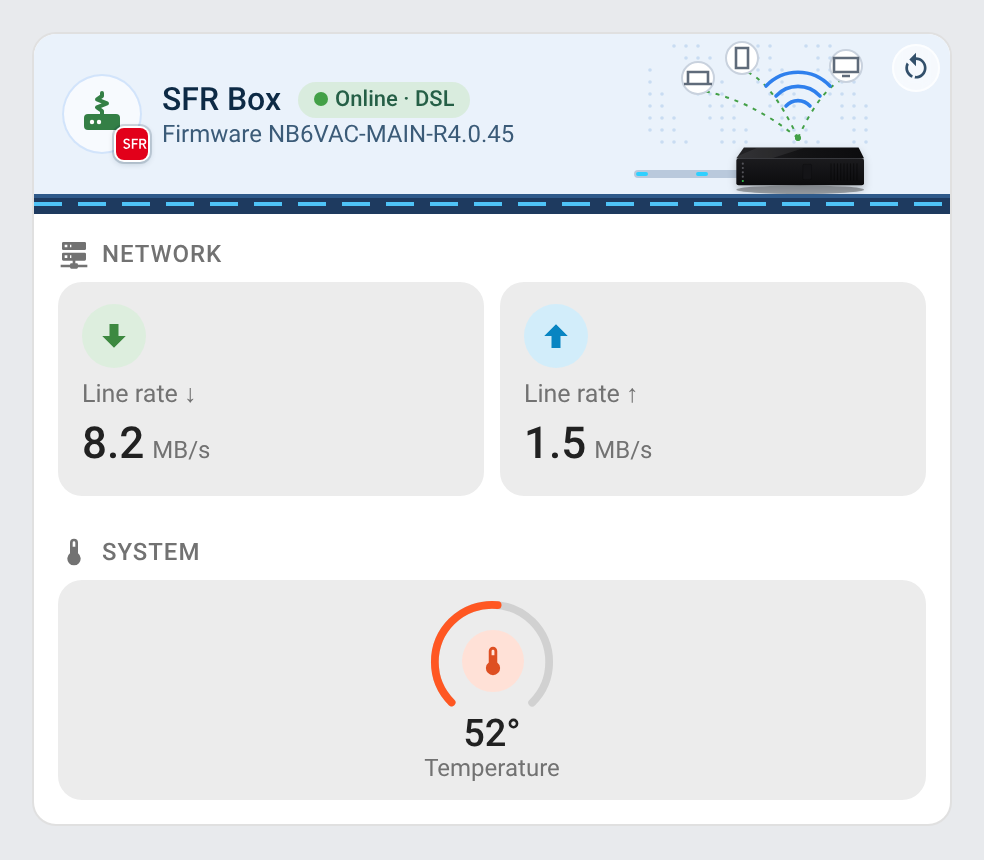 SFR Box
Online · DSL
SFR
Firmware NB6VAC-MAIN-R4.0.45
NETWORK
Line rate ↓
8.2 MB/s
Line rate ↑
1.5 MB/s
SYSTEM
52°
Temperature